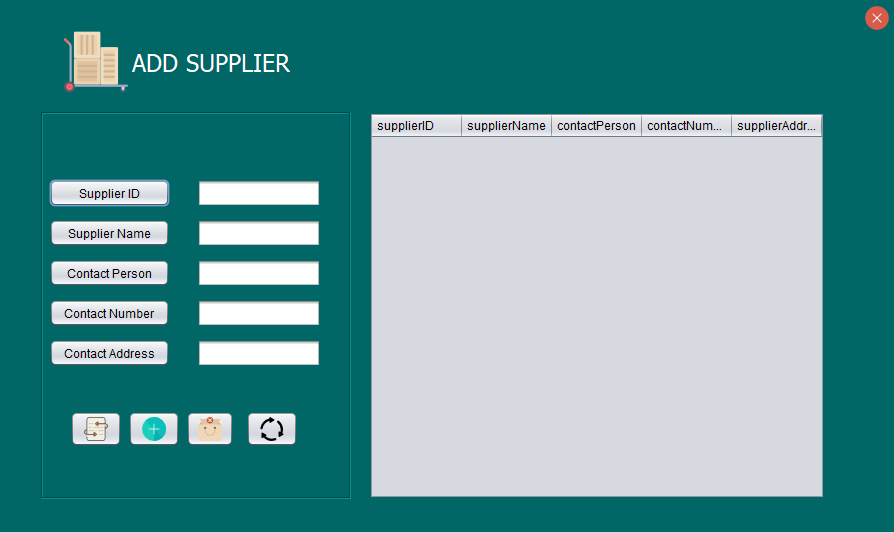 ADD SUPPLIER
supplierID supplierName contactPerson contactNum... supplierAddr...
Supplier ID
Supplier Name
Contact Person
Contact Number
Contact Address